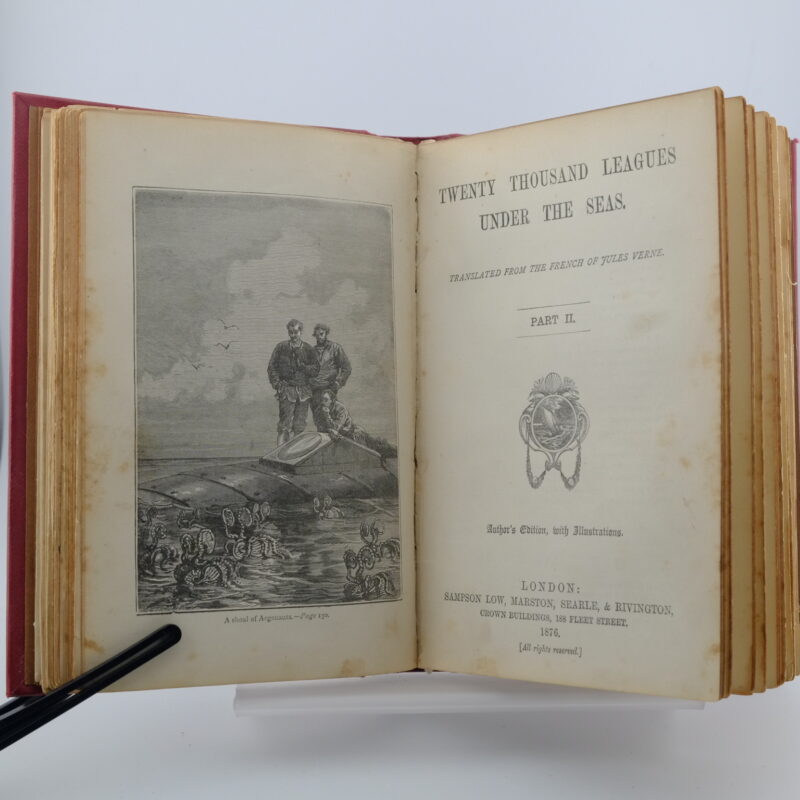 A shoal of Argonauts.—Page
TWENTY THOUSAND LEAGUES
UNDER THE SEAS.
TRANSLATED FROM THE FRENCH OF JULES VERNE.
PART II.
Author's Edition, with Illustrations.
LONDON:
SAMPSON LOW, MARSTON, SEARLE, & RIVINGTON,
CROWN BUILDINGS, 188 FLEET STREET,
1876.
[All rights reserved.]